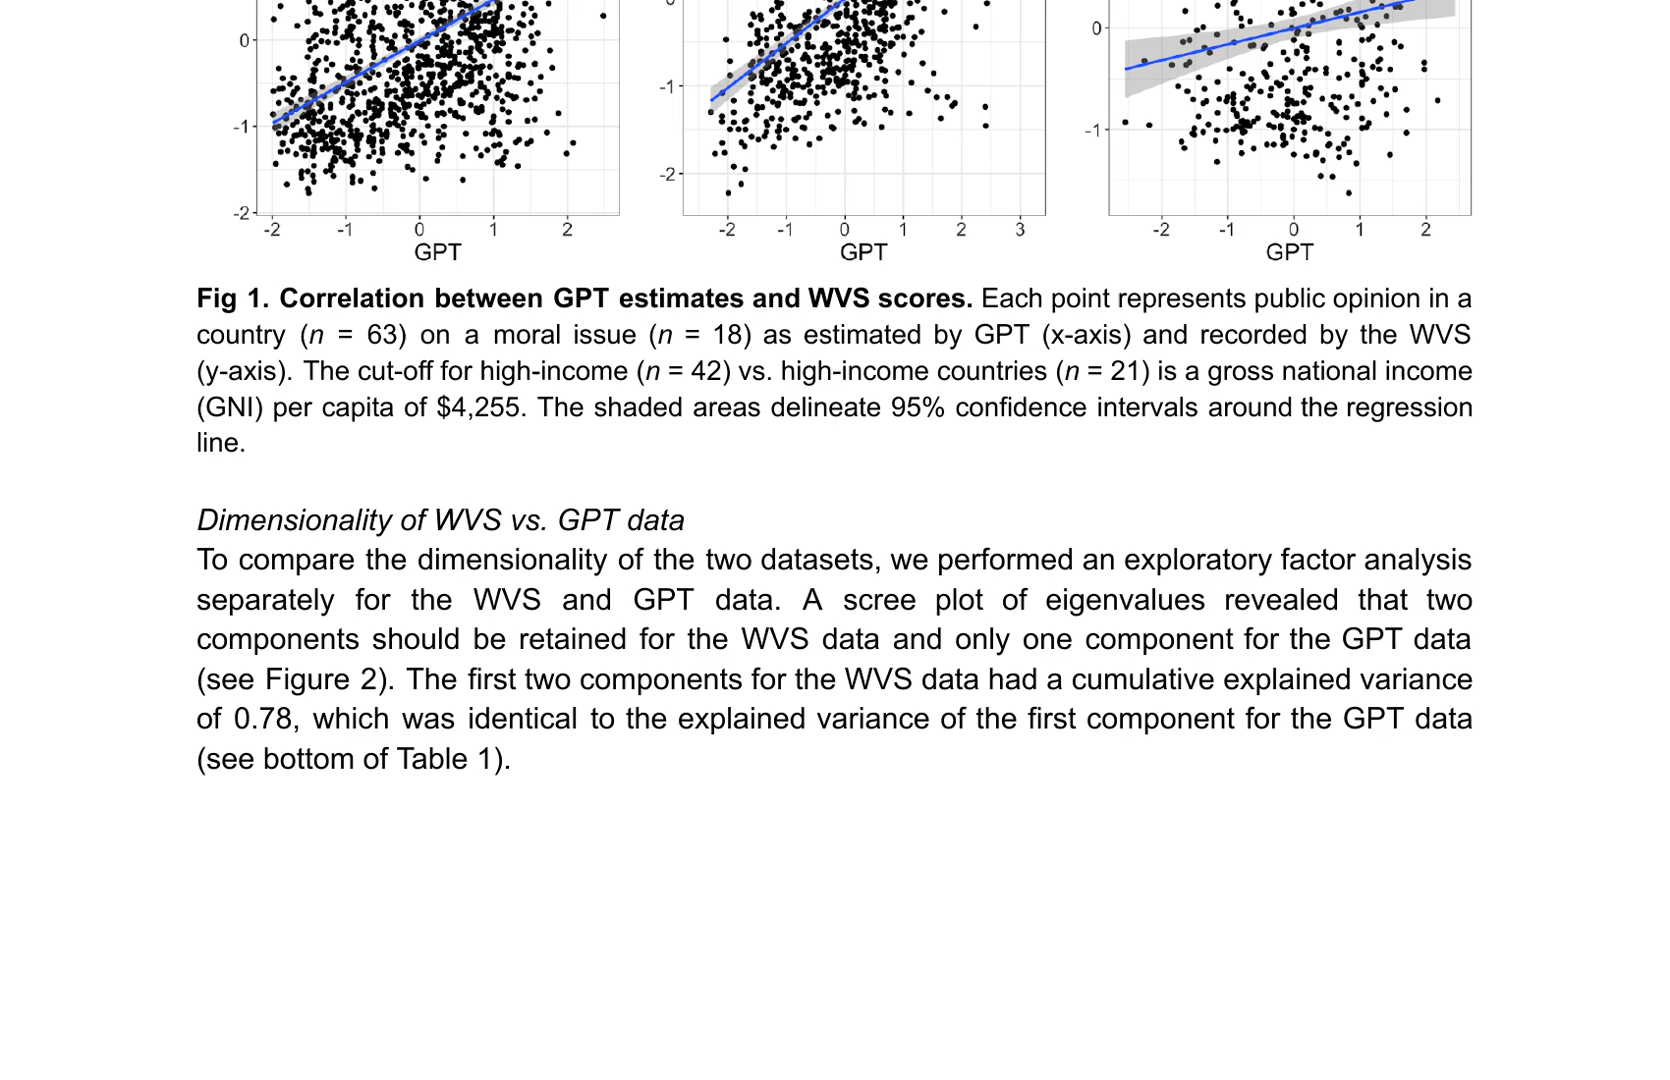 0
-1
-2
-2 -1 0 1 2
GPT
-1
-2
-2 -1 0 1 2 3
GPT
0
-1
-2 -1 0 1 2
GPT
Fig 1. Correlation between GPT estimates and WVS scores. Each point represents public opinion in a
country (n = 63) on a moral issue (n = 18) as estimated by GPT (x-axis) and recorded by the WVS
(y-axis). The cut-off for high-income (n = 42) vs. high-income countries (n = 21) is a gross national income
(GNI) per capita of $4,255. The shaded areas delineate 95% confidence intervals around the regression
line.
Dimensionality of WVS vs. GPT data
To compare the dimensionality of the two datasets, we performed an exploratory factor analysis
separately for the WVS and GPT data. A scree plot of eigenvalues revealed that two
components should be retained for the WVS data and only one component for the GPT data
(see Figure 2). The first two components for the WVS data had a cumulative explained variance
of 0.78, which was identical to the explained variance of the first component for the GPT data
(see bottom of Table 1).